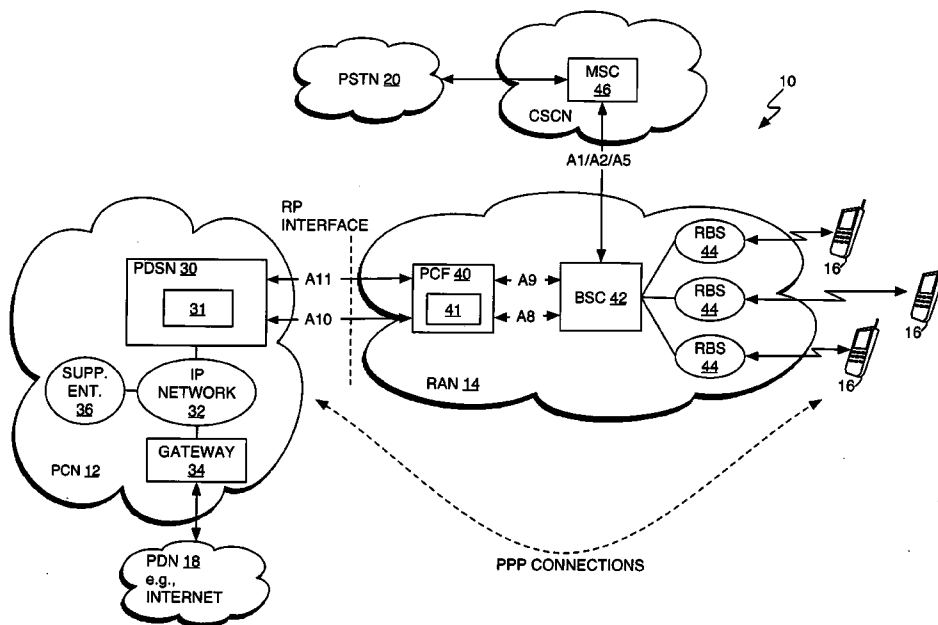 PSTN 20
MSC
46
CSCN
10
A1/A2/A5
RP
INTERFACE
PDSN 30
31
A11
A10
PCF 40
41
A9
A8
BSC 42
RBS
44
RBS
44
RBS
44
16
16
16
RAN 14
SUPP.
ENT.
36
IP
NETWORK
32
GATEWAY
34
PCN 12
PDN 18
e.g.,
INTERNET
PPP CONNECTIONS